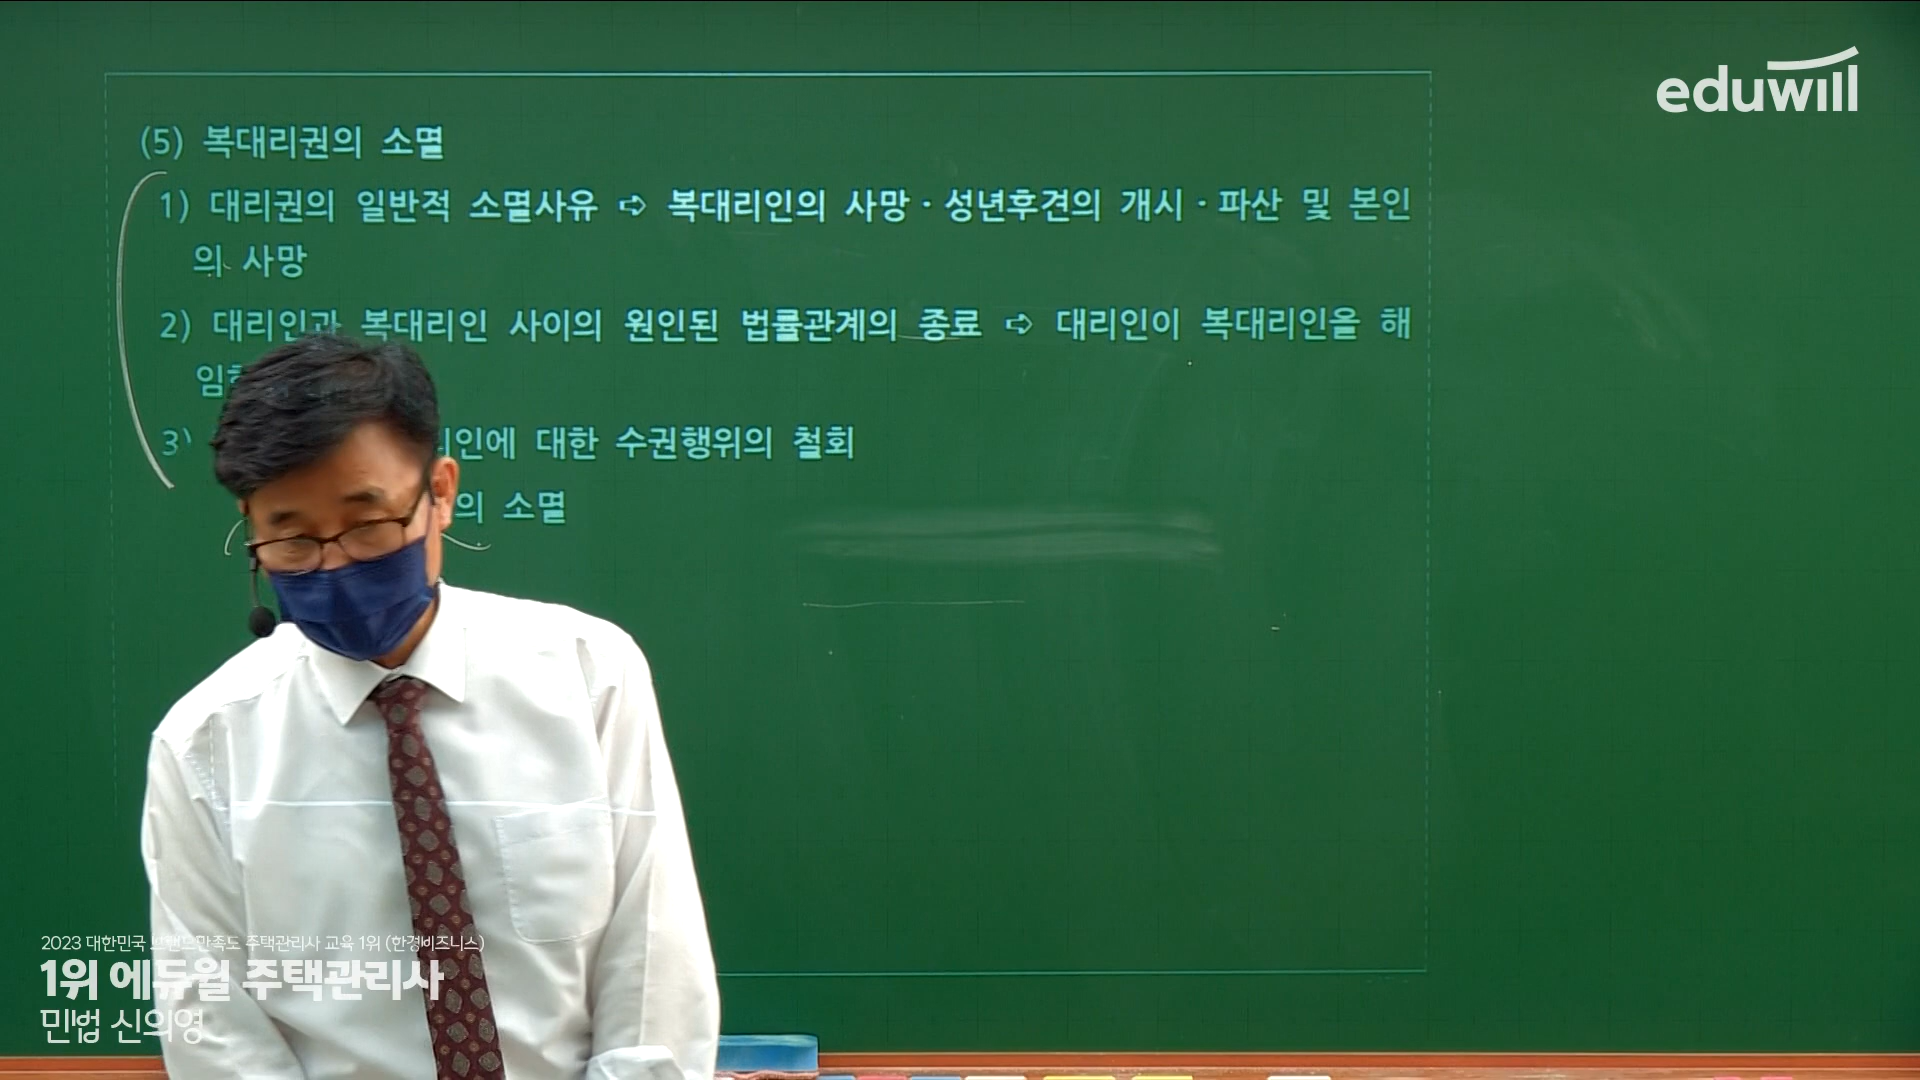 eduwill
(5) 복대리권의 소멸
1) 대리권의 일반적 소멸사유 ➪ 복대리인의 사망·성년후견의 개시·파산 및 본인
의 사망
2) 대리인과 복대리인 사이의 원인된 법률관계의 종료 ➪ 대리인이 복대리인을 해
3) 대한 수권행위의 철회
소멸
2023 대한민국 브랜드만족도 주택관리사 교육 1위 (한경비즈니스)
1위 에듀윌 주택관리사
민법 신의영